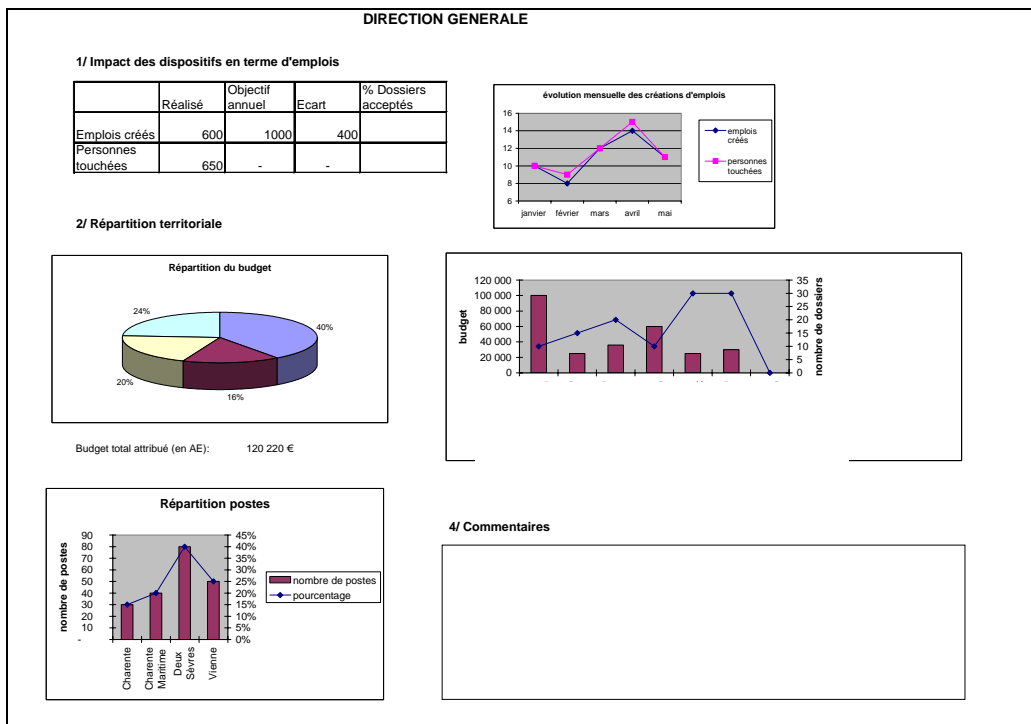 DIRECTION GENERALE
1/ Impact des dispositifs en terme d'emplois
Réalisé Objectif annuel Ecart % Dossiers acceptés
Emplois créés 600 1000 400
Personnes touchées 650 - -
évolution mensuelle des créations d'emplois
16
14
12
10
8
6
janvier février mars avril mai
emplois créés
personnes touchées
2/ Répartition territoriale
Répartition du budget
24%
40%
20%
16%
Budget total attribué (en AE): 120 220 €
budget
120 000
100 000
80 000
60 000
40 000
20 000
0
35
30
25
20
15
10
5
0
nombre de dossiers
Répartition postes
nombre de postes
90
80
70
60
50
40
30
20
10
-
45%
40%
35%
30%
25%
20%
15%
10%
5%
0%
Charente
Charente Maritime
Deux Sèvres
Vienne
nombre de postes
pourcentage
4/ Commentaires